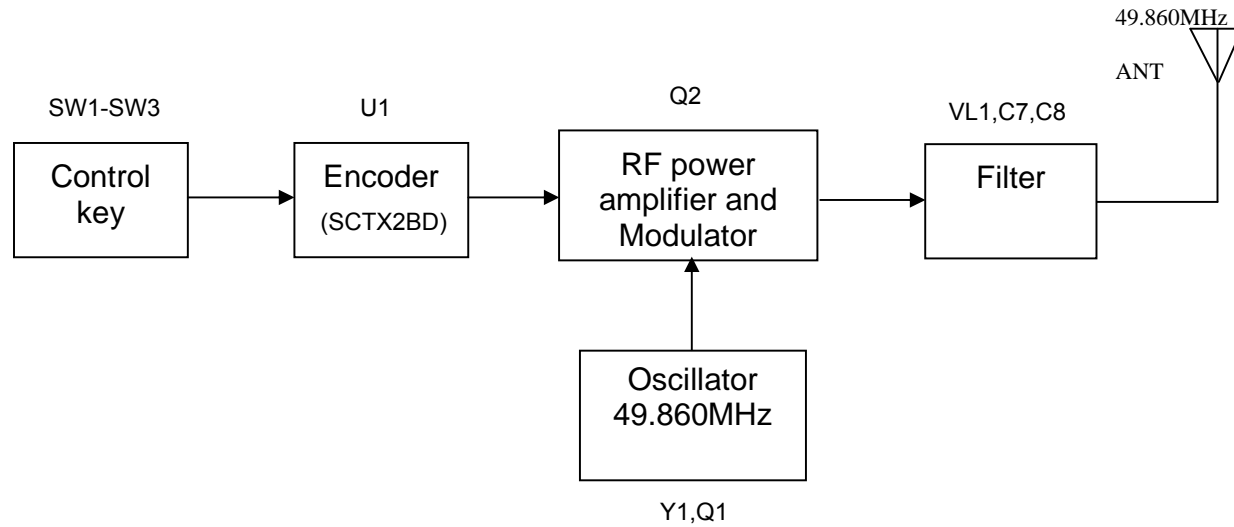 49.860MHz
ANT
SW1-SW3
U1
Q2
VL1,C7,C8
Control
key
Encoder
(SCTX2BD)
RF power
amplifier and
Modulator
Filter
Oscillator
49.860MHz
Y1,Q1